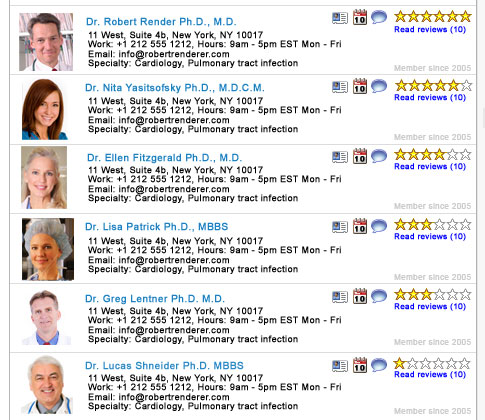 Dr. Robert Render Ph.D., M.D.
11 West, Suite 4b, New York, NY 10017
Work: +1 212 555 1212, Hours: 9am - 5pm EST Mon - Fri
Email: info@robertrenderer.com
Specialty: Cardiology, Pulmonary tract infection
10
Read reviews (10)
Member since 2005
Dr. Nita Yasitsofsky Ph.D., M.D.C.M.
11 West, Suite 4b, New York, NY 10017
Work: +1 212 555 1212, Hours: 9am - 5pm EST Mon - Fri
Email: info@robertrenderer.com
Specialty: Cardiology, Pulmonary tract infection
10
Read reviews (10)
Member since 2005
Dr. Ellen Fitzgerald Ph.D., M.D.
11 West, Suite 4b, New York, NY 10017
Work: +1 212 555 1212, Hours: 9am - 5pm EST Mon - Fri
Email: info@robertrenderer.com
Specialty: Cardiology, Pulmonary tract infection
10
Read reviews (10)
Member since 2005
Dr. Lisa Patrick Ph.D., MBBS
11 West, Suite 4b, New York, NY 10017
Work: +1 212 555 1212, Hours: 9am - 5pm EST Mon - Fri
Email: info@robertrenderer.com
Specialty: Cardiology, Pulmonary tract infection
10
Read reviews (10)
Member since 2005
Dr. Greg Lentner Ph.D. M.D.
11 West, Suite 4b, New York, NY 10017
Work: +1 212 555 1212, Hours: 9am - 5pm EST Mon - Fri
Email: info@robertrenderer.com
Specialty: Cardiology, Pulmonary tract infection
10
Read reviews (10)
Member since 2005
Dr. Lucas Shneider Ph.D. MBBS
11 West, Suite 4b, New York, NY 10017
Work: +1 212 555 1212, Hours: 9am - 5pm EST Mon - Fri
Email: info@robertrenderer.com
Specialty: Cardiology, Pulmonary tract infection
10
Read reviews (10)
Member since 2005